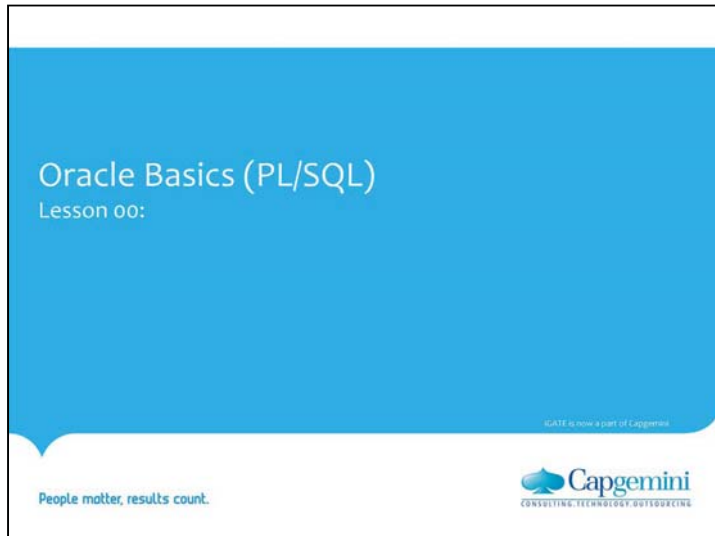 Oracle Basics (PL/SQL)
Lesson 00:
iGATE is now a part of Capgemini
People matter, results count.
Capgemini
CONSULTING.TECHNOLOGY.OUTSOURCING